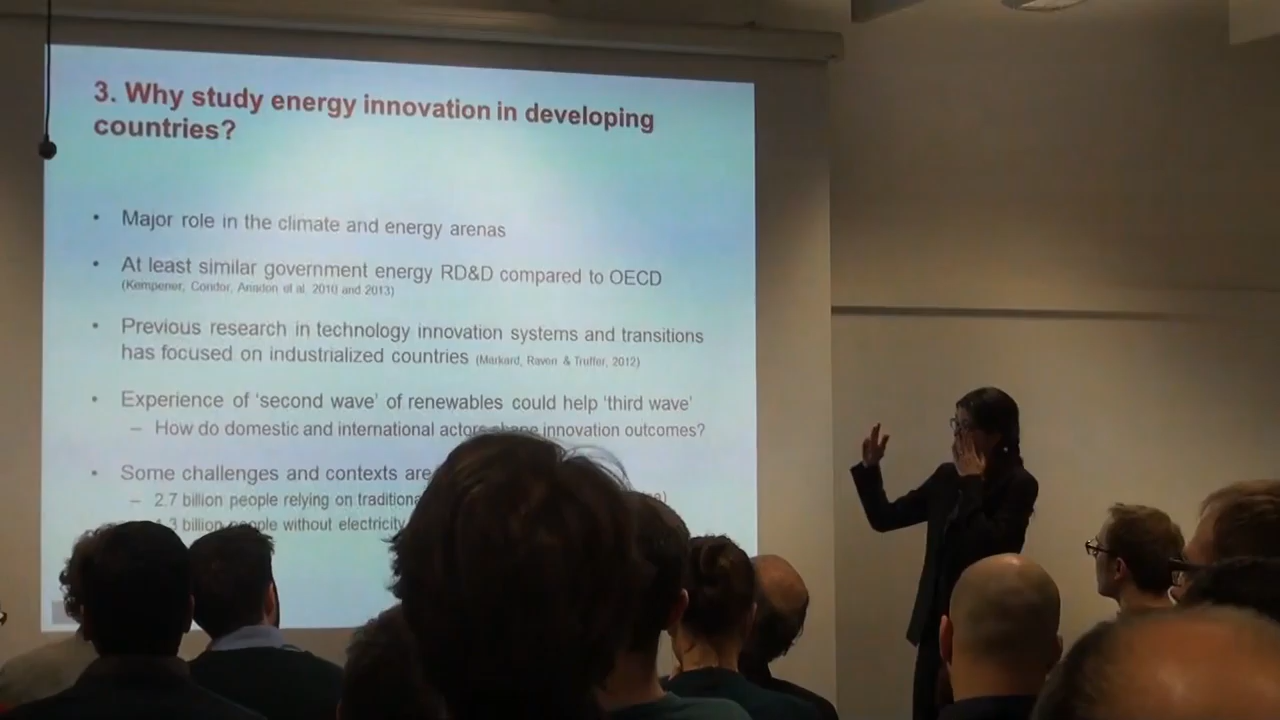 3. Why study energy innovation in developing
countries?
• Major role in the climate and energy arenas
• At least similar government energy RD&D compared to OECD
(Kempener, Condor, Anadon et al. 2010 and 2013)
• Previous research in technology innovation systems and transitions
has focused on industrialized countries (Markard, Raven & Truffer, 2012)
• Experience of ‘second wave’ of renewables could help ‘third wave’
– How do domestic and international actors shape innovation outcomes?
• Some challenges and contexts are
– 2.7 billion people relying on
billion people without electricity